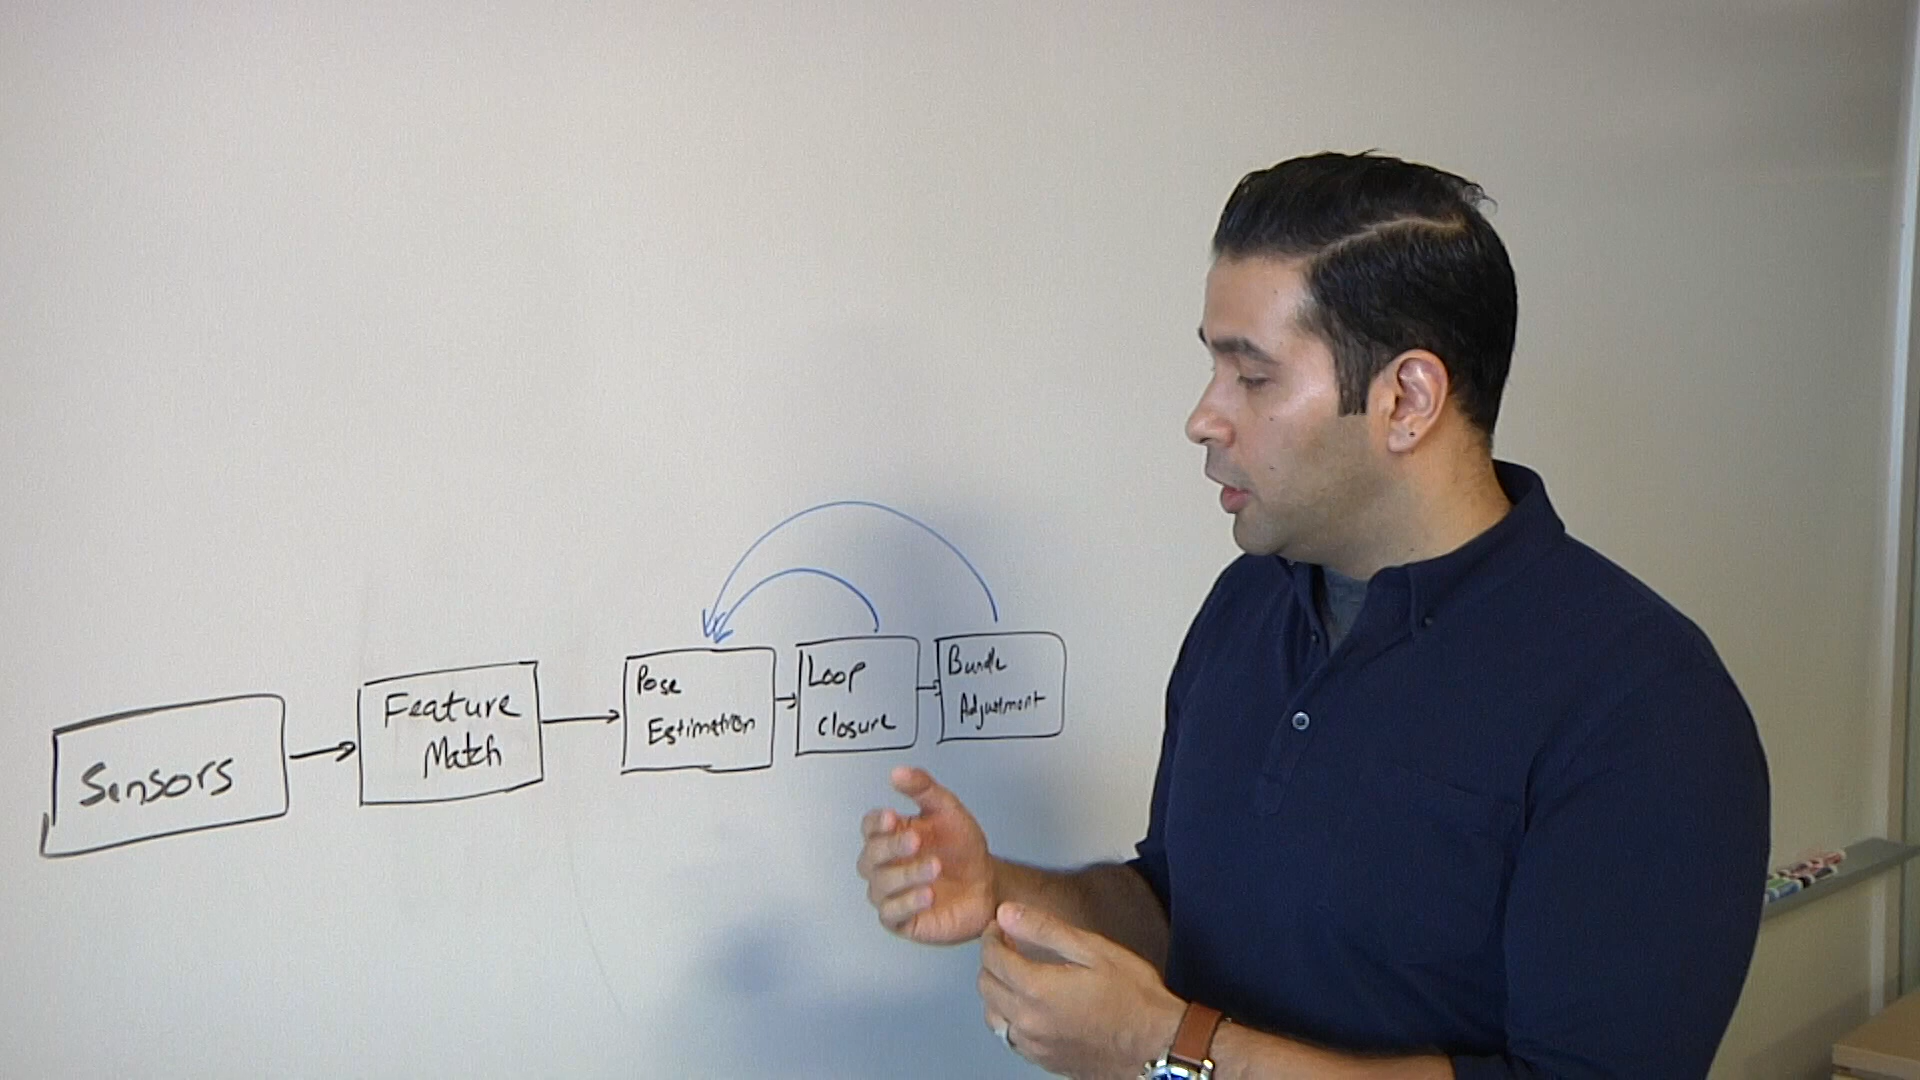 Sensors
Feature
Match
Pose
Estimation
Loop
Closure
Bundle
Adjustment